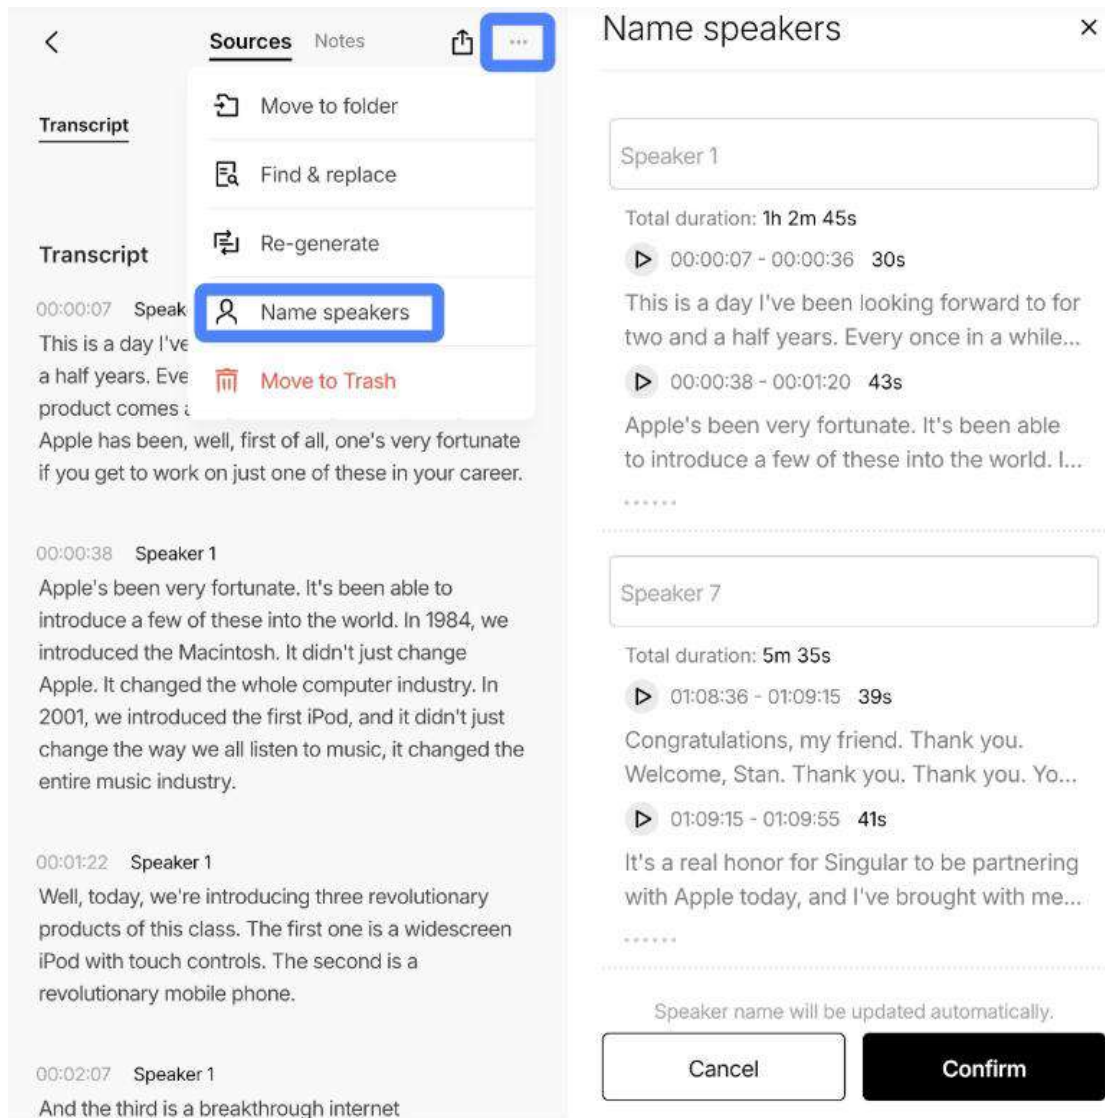 Sources Notes
Move to folder
Transcript
Find & replace
Re-generate
Transcript
00:00:07 Speak
Name speakers
This is a day I've
a half years. Eve
Move to Trash
product comes
Apple has been, well, first of all, one's very fortunate
if you get to work on just one of these in your career.
00:00:38 Speaker 1
Apple's been very fortunate. It's been able to
introduce a few of these into the world. In 1984, we
introduced the Macintosh. It didn't just change
Apple. It changed the whole computer industry. In
2001, we introduced the first iPod, and it didn't just
change the way we all listen to music, it changed the
entire music industry.
00:01:22 Speaker 1
Well, today, we're introducing three revolutionary
products of this class. The first one is a widescreen
iPod with touch controls. The second is a
revolutionary mobile phone.
00:02:07 Speaker 1
And the third is a breakthrough internet
Name speakers
Speaker 1
Total duration: 1h 2m 45s
00:00:07 - 00:00:36 30s
This is a day I've been looking forward to for
two and a half years. Every once in a while...
00:00:38 - 00:01:20 43s
Apple's been very fortunate. It's been able
to introduce a few of these into the world. I...
......
Speaker 7
Total duration: 5m 35s
01:08:36 - 01:09:15 39s
Congratulations, my friend. Thank you.
Welcome, Stan. Thank you. Thank you. Yo...
01:09:15 - 01:09:55 41s
It's a real honor for Singular to be partnering
with Apple today, and I've brought with me...
......
Speaker name will be updated automatically.
Cancel Confirm